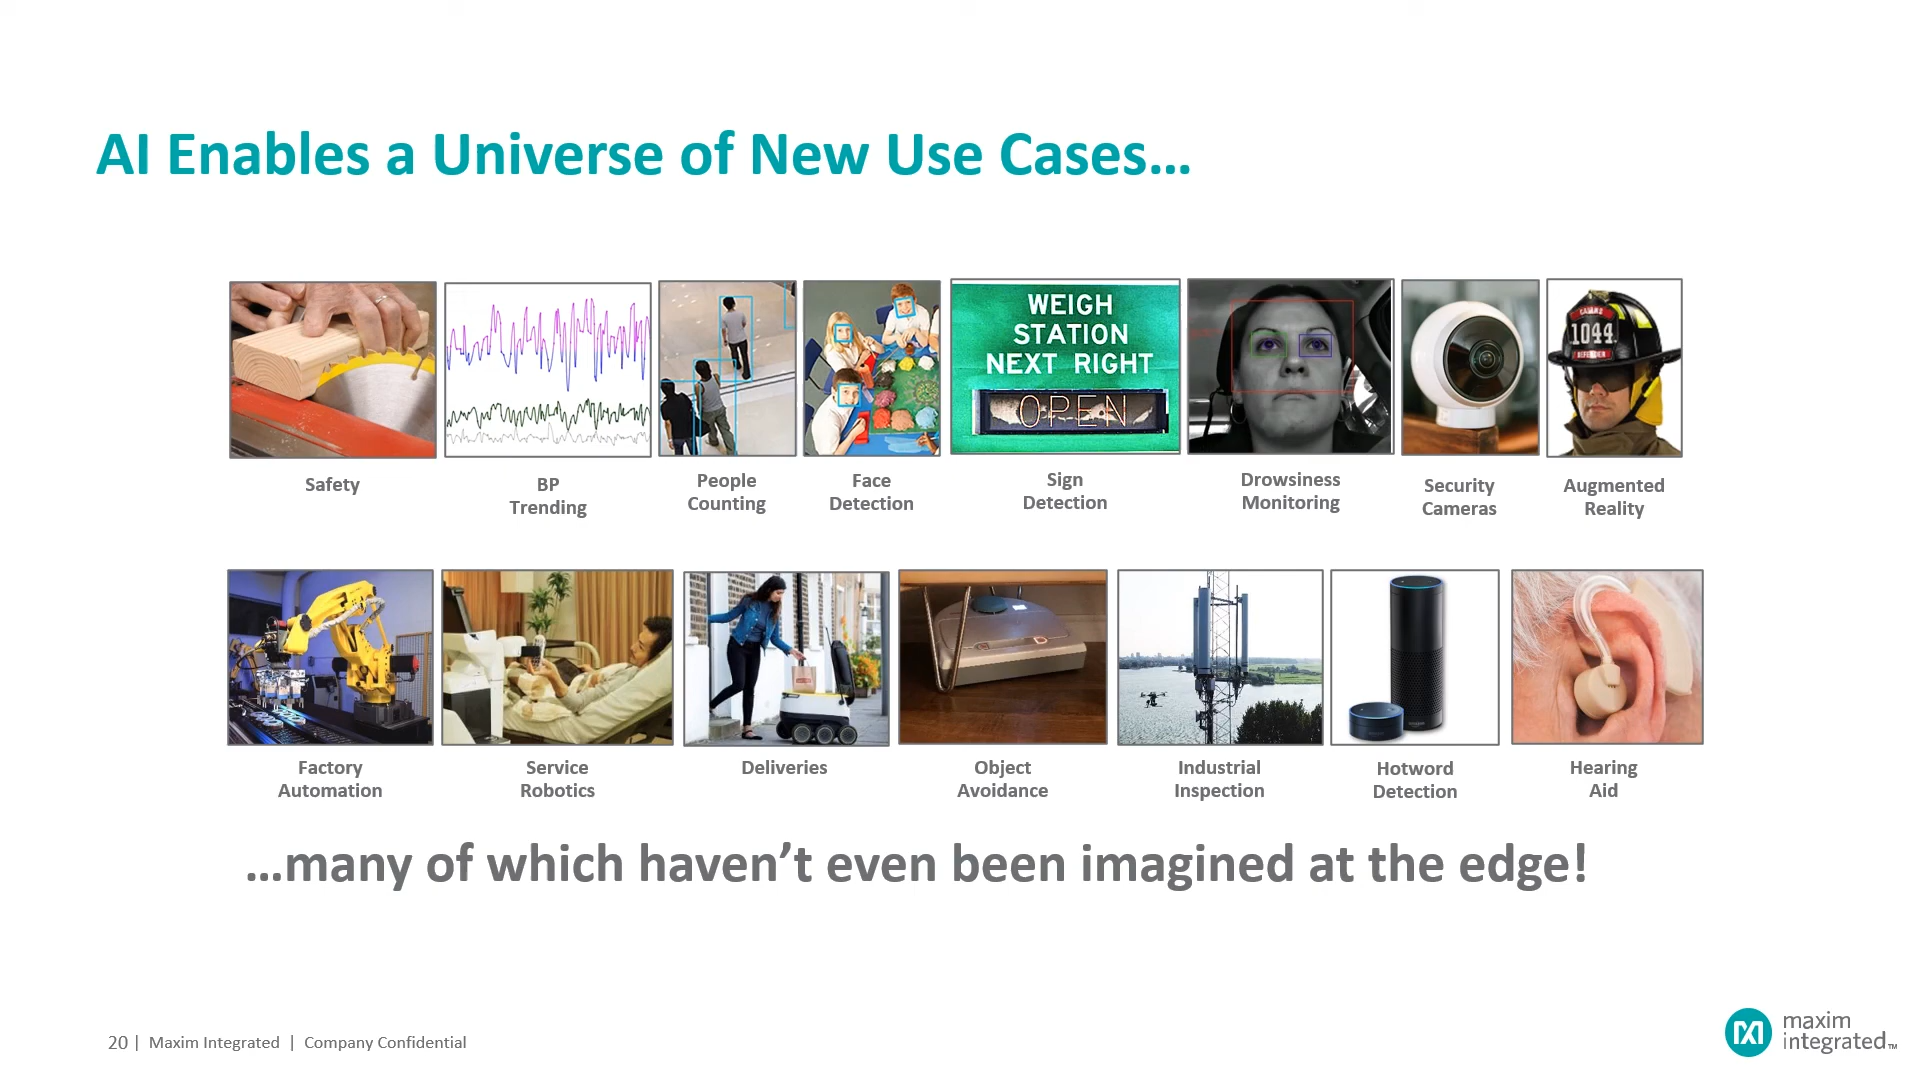 AI Enables a Universe of New Use Cases…
WEIGH
STATION
NEXT RIGHT
OPEN
1044
Safety
BP
Trending
People
Counting
Face
Detection
Sign
Detection
Drowsiness
Monitoring
Security
Cameras
Augmented
Reality
Factory
Automation
Service
Robotics
Deliveries
Object
Avoidance
Industrial
Inspection
Hotword
Detection
Hearing
Aid
…many of which haven’t even been imagined at the edge!
20 | Maxim Integrated | Company Confidential
maxim
integrated™